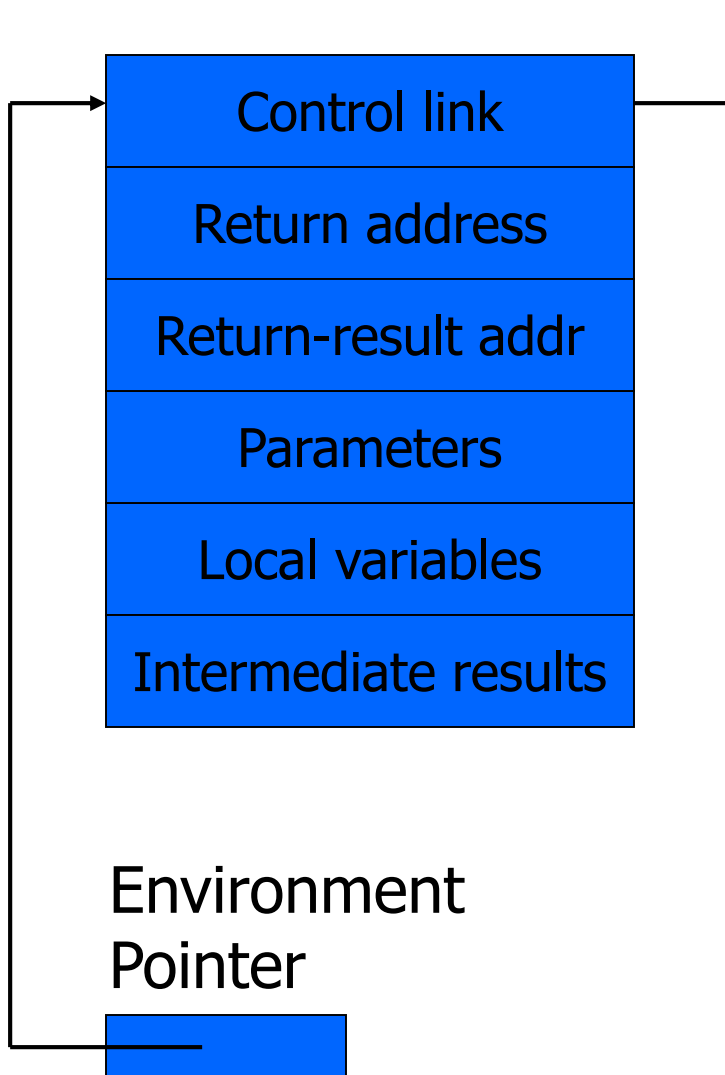 Control link
Return address
Return-result addr
Parameters
Local variables
Intermediate results
Environment
Pointer